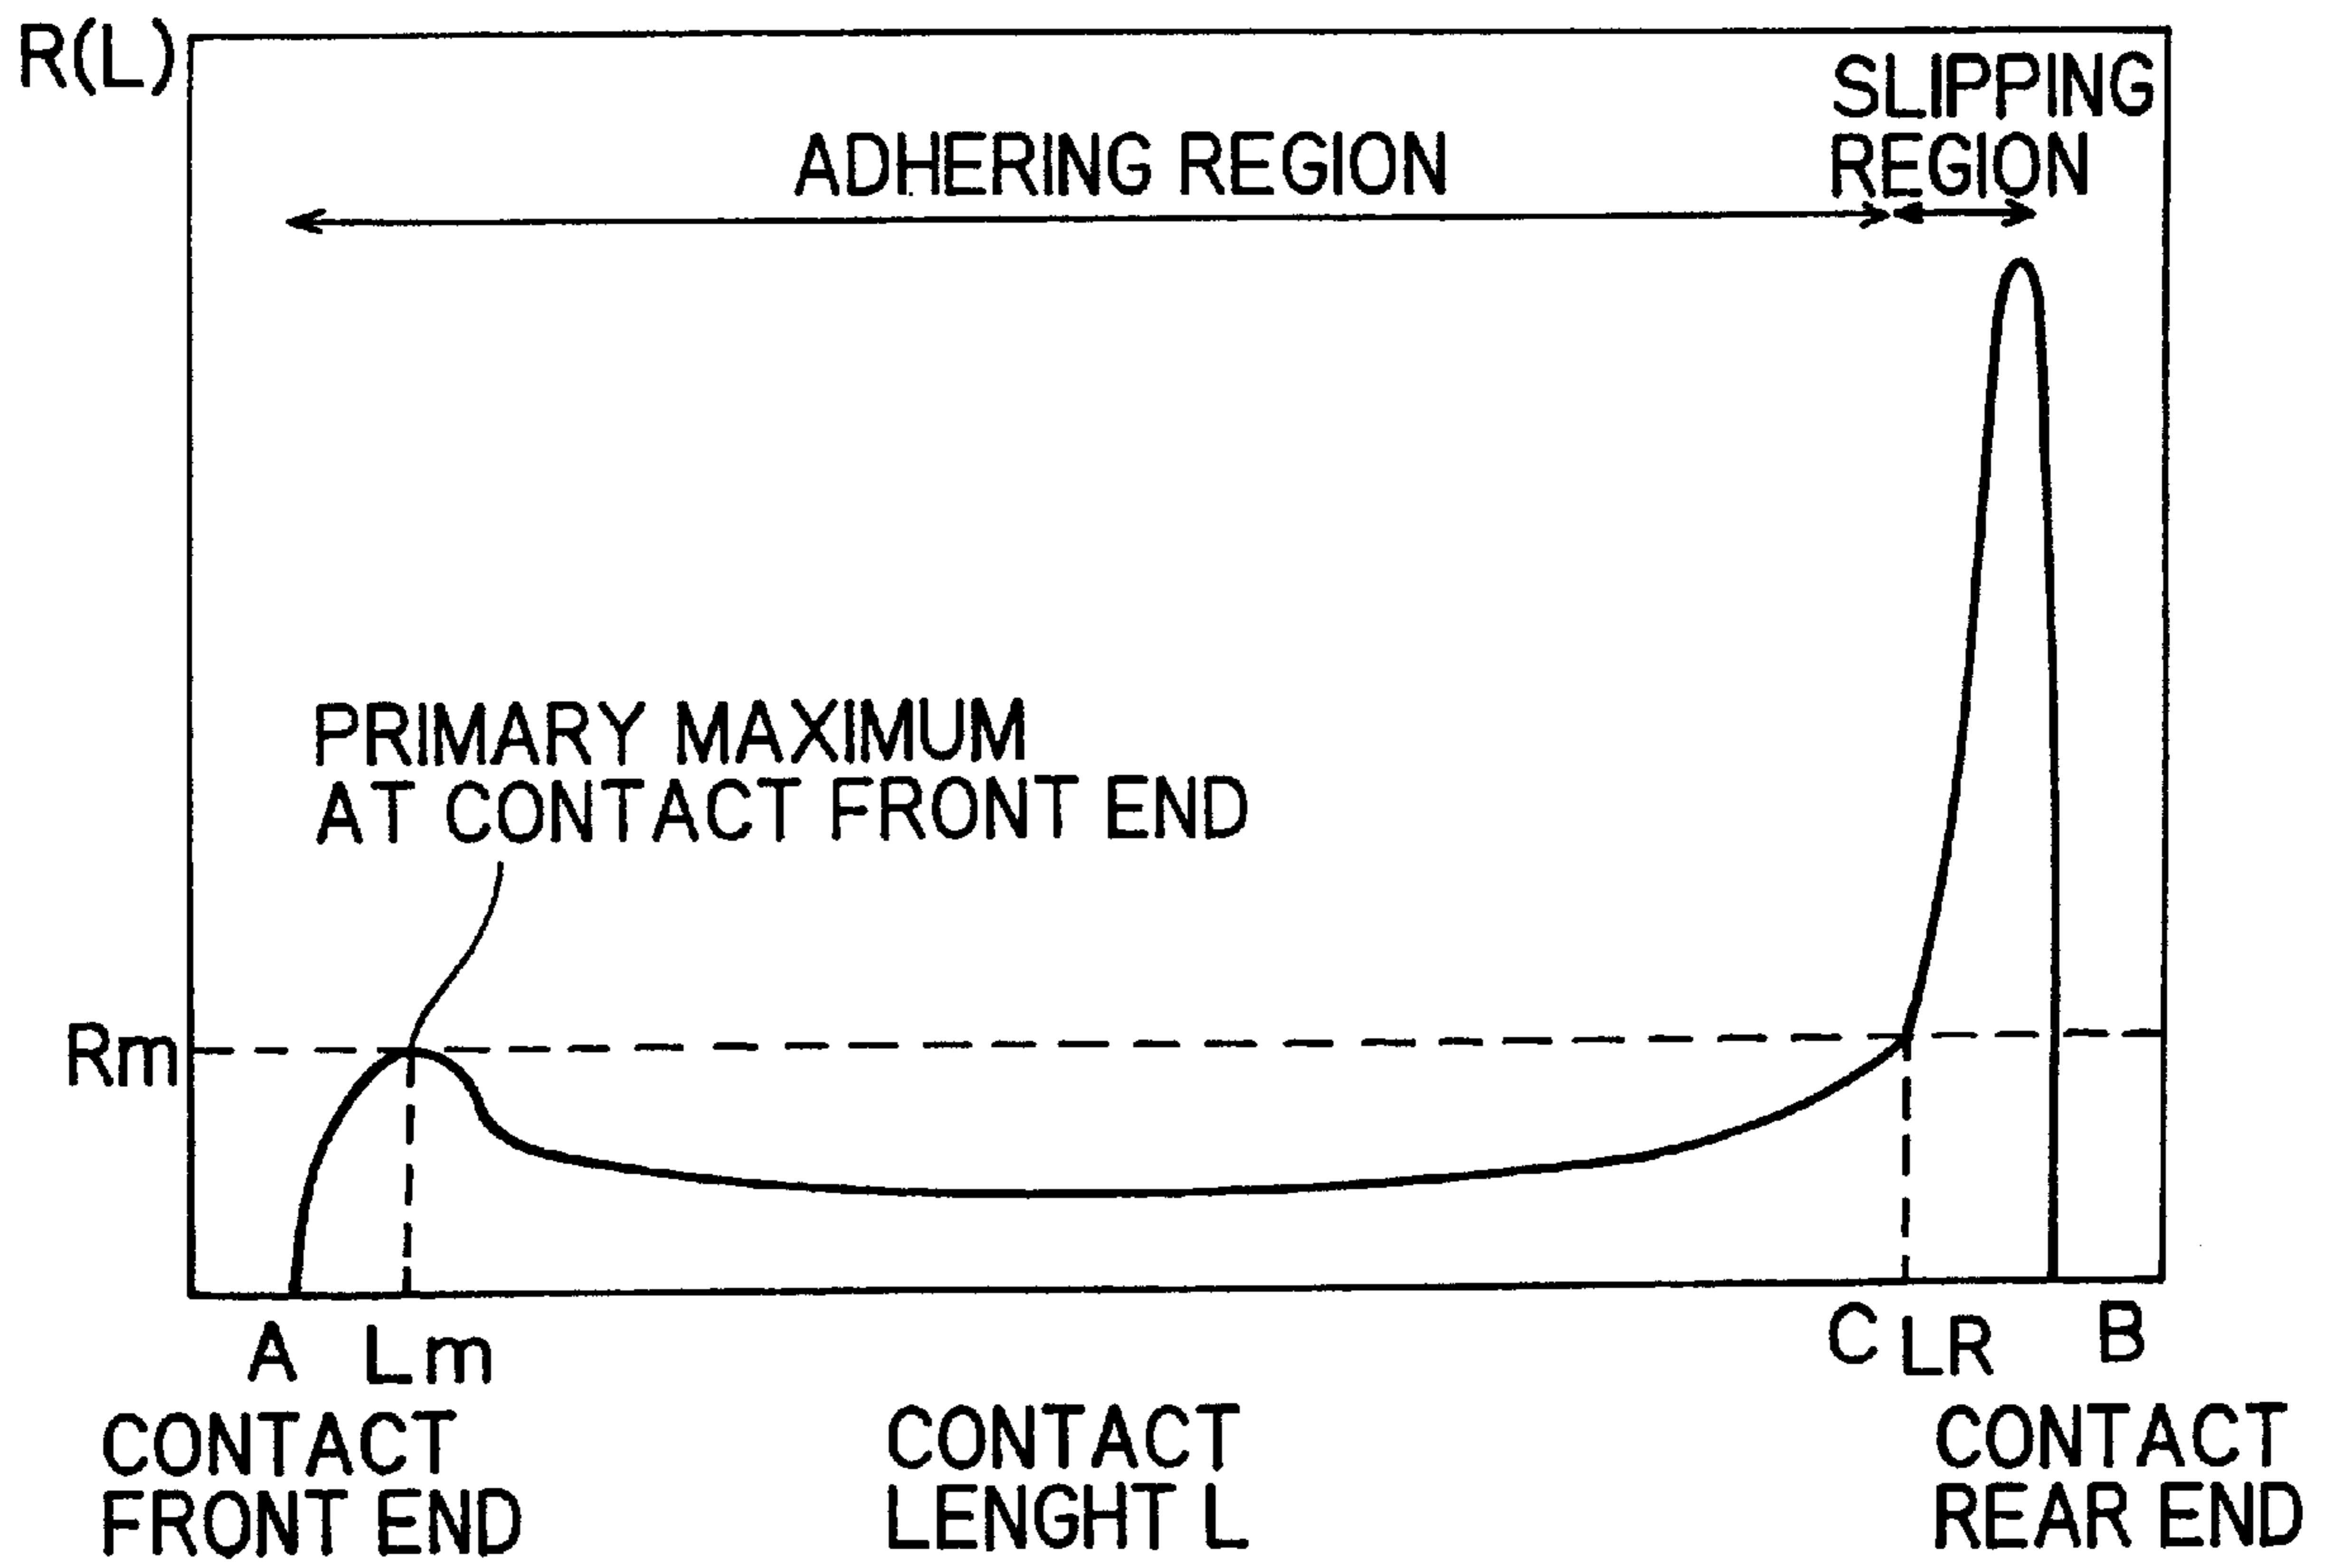 R(L)
SLIPPING
REGION
ADHERING REGION
PRIMARY MAXIMUM
AT CONTACT FRONT END
Rm
A Lm C LR B
CONTACT
FRONT END
CONTACT
LENGHT L
CONTACT
REAR END